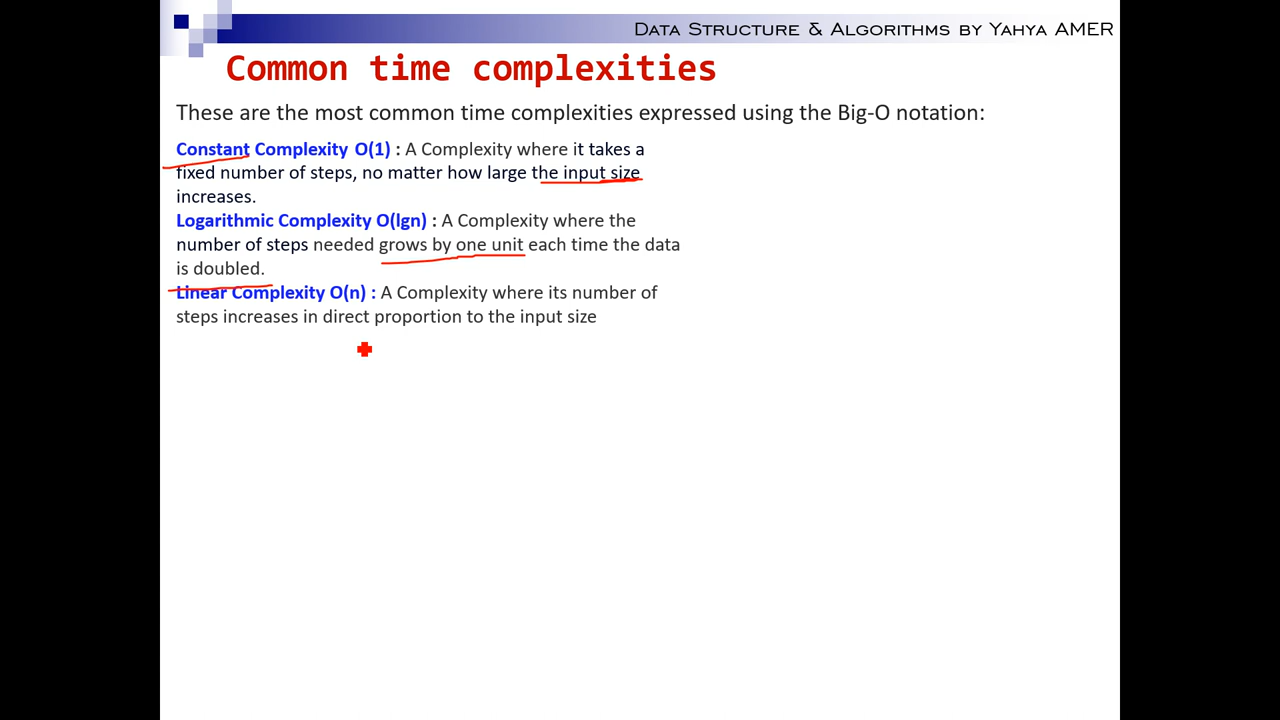 Data Structure & Algorithms by Yahya AMER
Common time complexities
These are the most common time complexities expressed using the Big-O notation:
Constant Complexity O(1) : A Complexity where it takes a
fixed number of steps, no matter how large the input size
increases.
Logarithmic Complexity O(lgn) : A Complexity where the
number of steps needed grows by one unit each time the data
is doubled.
Linear Complexity O(n) : A Complexity where its number of
steps increases in direct proportion to the input size